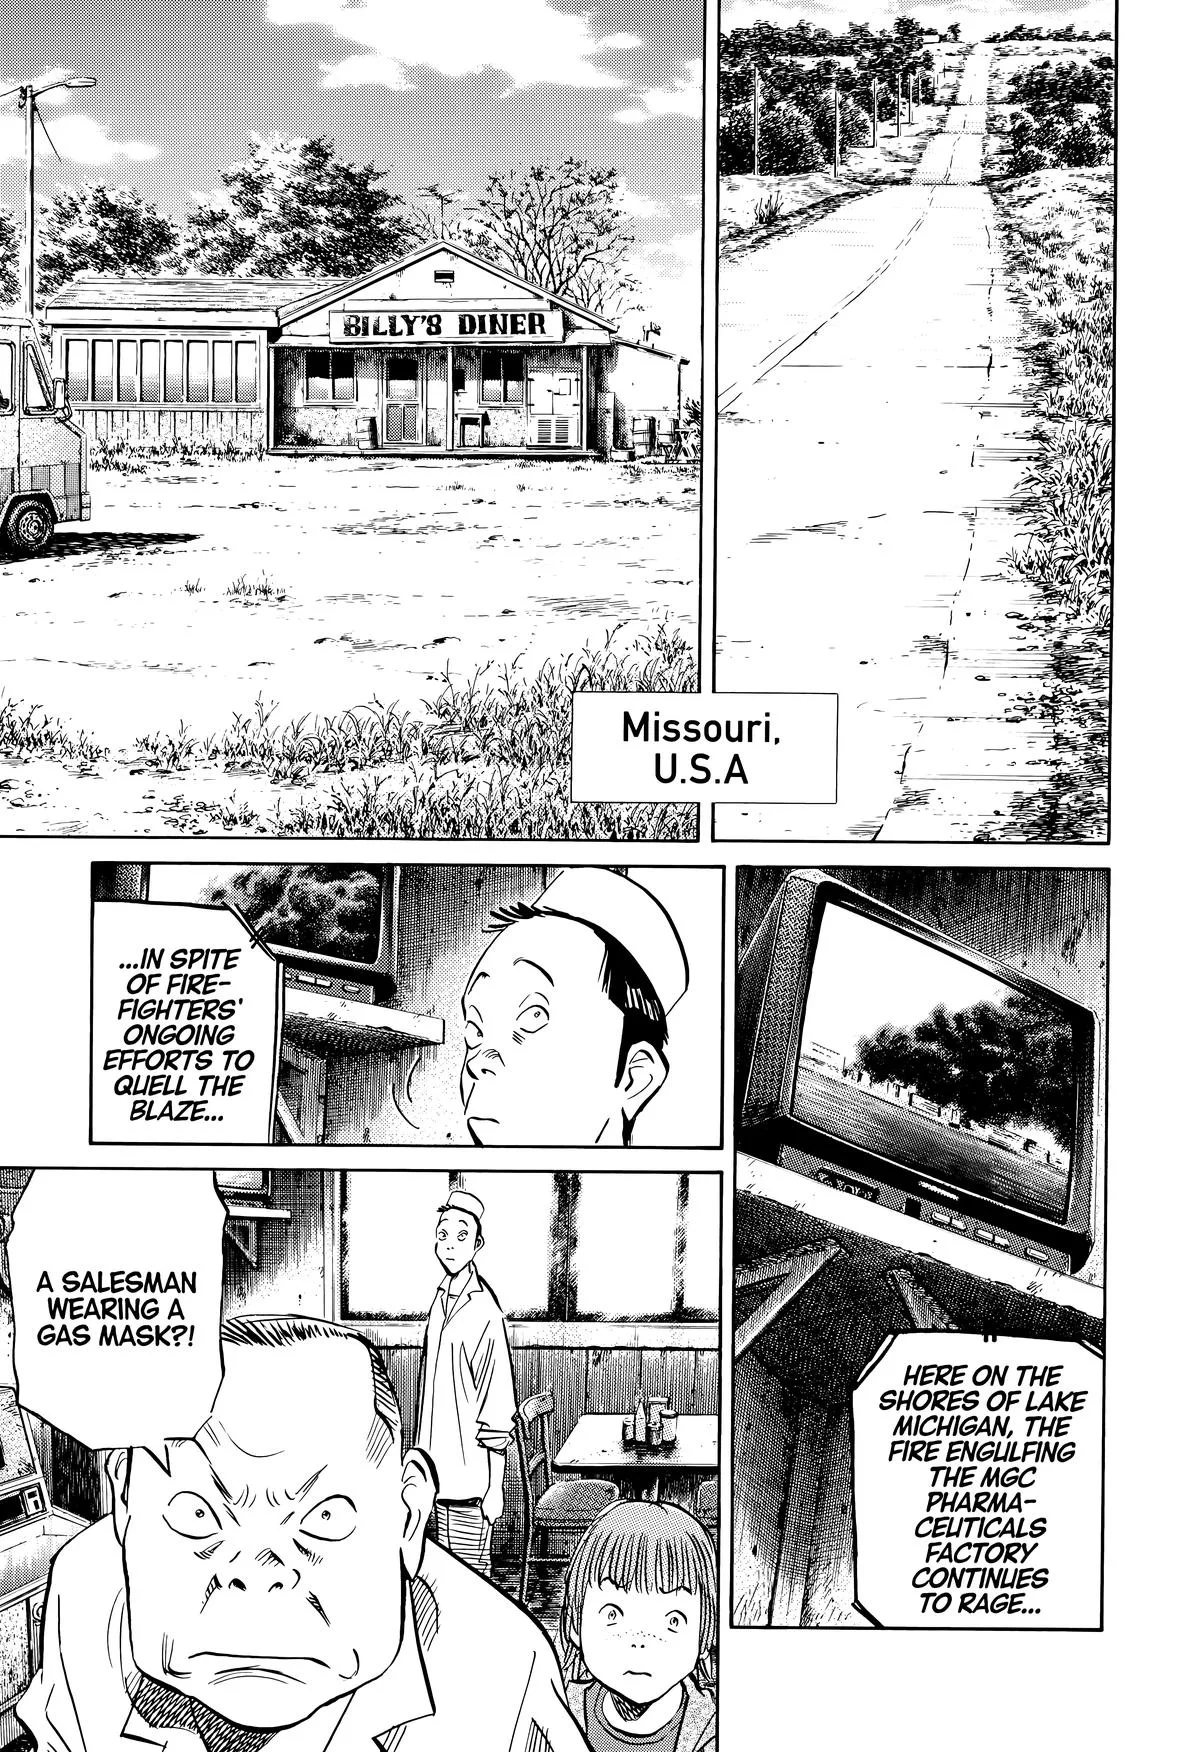 Missouri,
U.S.A
BILLY'S DINER
HERE ON THE
SHORES OF LAKE
MICHIGAN, THE
FIRE ENGULFING
THE MGC
PHARMA-
CEUTICALS
FACTORY
CONTINUES
TO RAGE...
...IN SPITE
OF FIRE-
FIGHTERS'
ONGOING
EFFORTS TO
QUELL THE
BLAZE...
A SALESMAN
WEARING A
GAS MASK?!